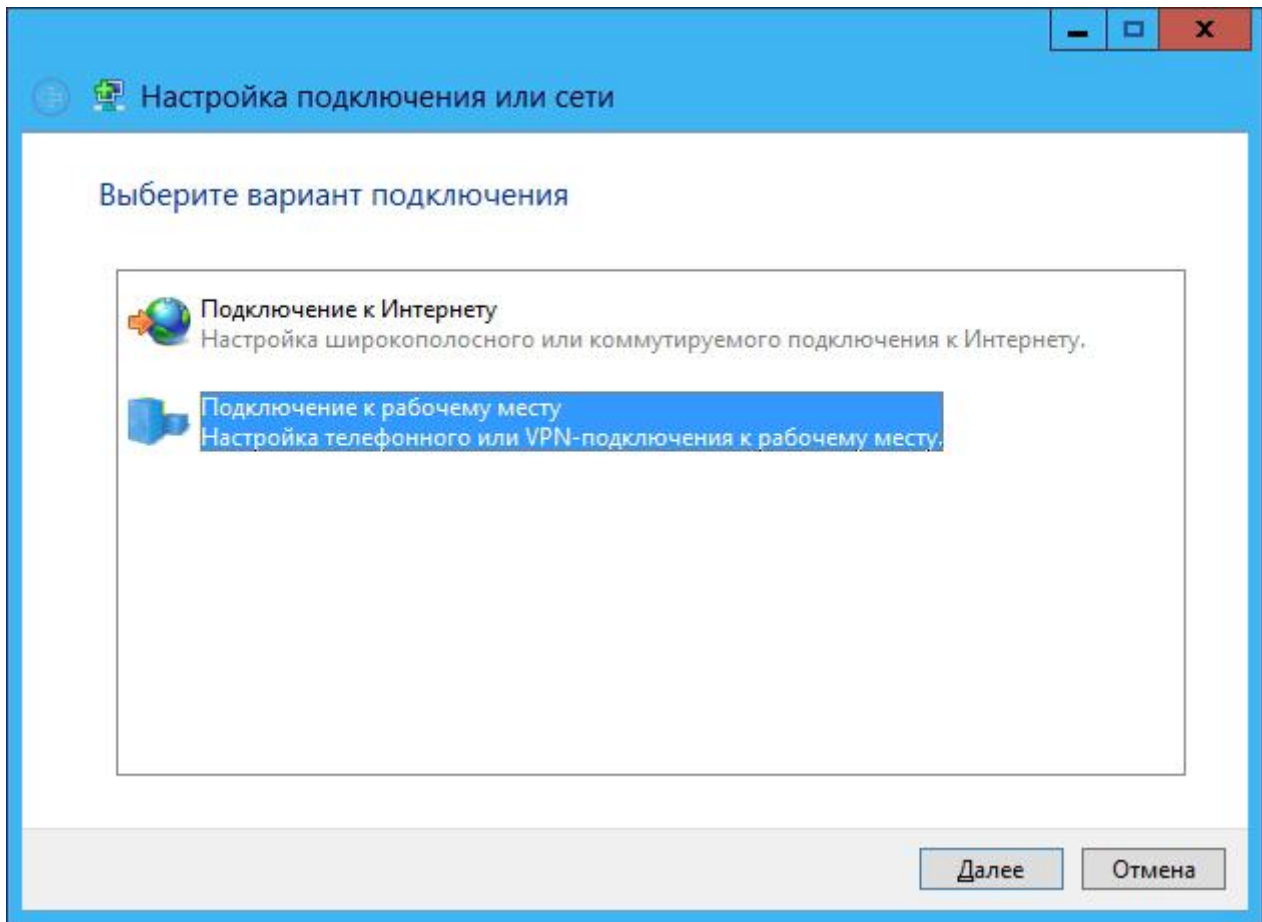 Настройка подключения или сети
Выберите вариант подключения
Подключение к Интернету
Настройка широкополосного или коммутируемого подключения к Интернету.
Подключение к рабочему месту
Настройка телефонного или VPN-подключения к рабочему месту.
Далее
Отмена